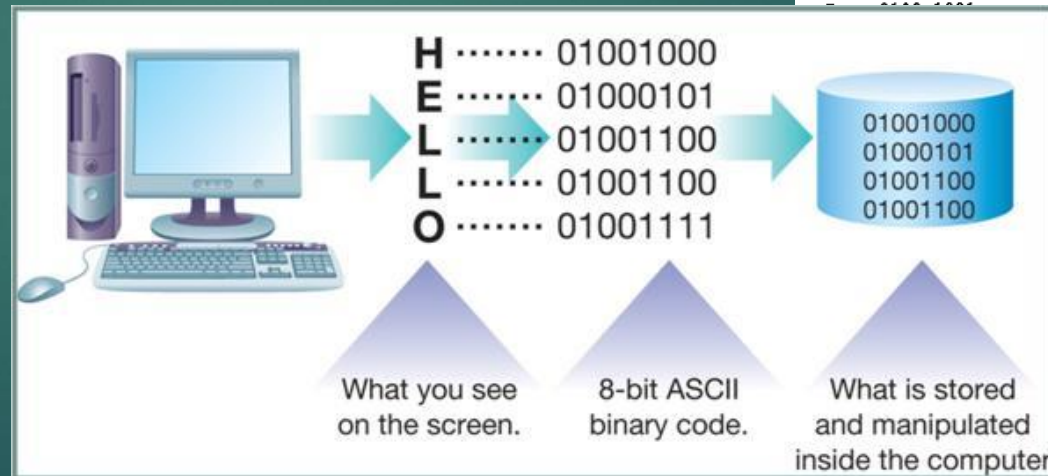 H ······· 01001000
E ······· 01000101
L ······· 01001100
L ······· 01001100
O ······· 01001111
01001000
01000101
01001100
01001100
What you see
on the screen.
8-bit ASCII
binary code.
What is stored
and manipulated
inside the computer